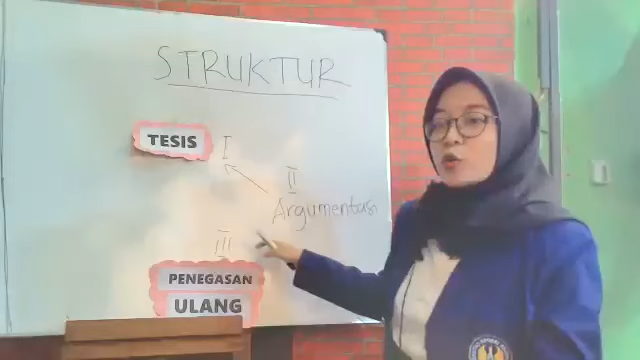 STRUKTUR
TESIS I
II
Argumentasi
III
PENEGASAN
ULANG